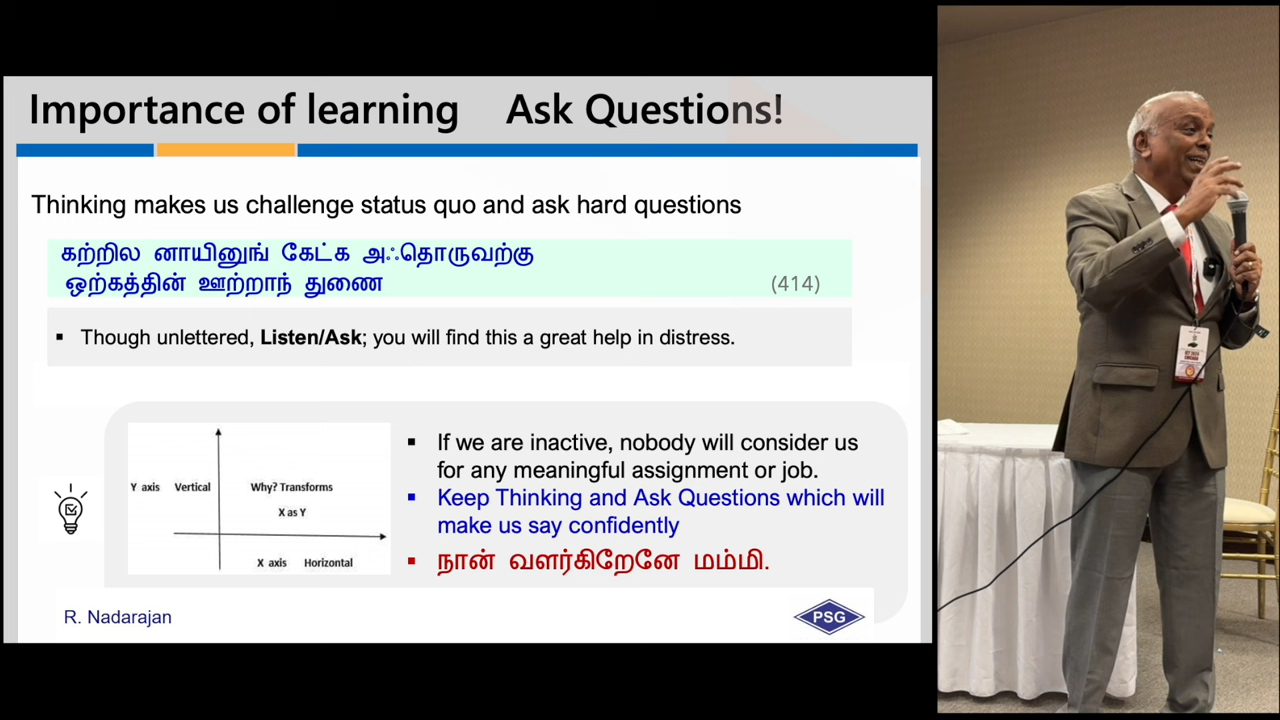 Importance of learning Ask Questions!
Thinking makes us challenge status quo and ask hard questions
கற்றில னாயினுங் கேட்க அஃதொருவற்கு
ஒற்கத்தின் ஊற்றாந் துணை (414)
▪ Though unlettered, Listen/Ask; you will find this a great help in distress.
Y axis Vertical Why? Transforms
X as Y
X axis Horizontal
▪ If we are inactive, nobody will consider us
for any meaningful assignment or job.
▪ Keep Thinking and Ask Questions which will
make us say confidently
▪ நான் வளர்கிறேனே மம்மி.
R. Nadarajan
PSG